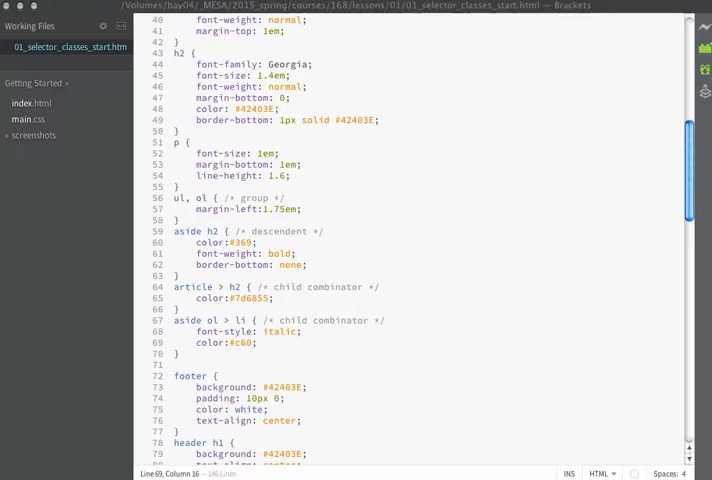 /Volumes/bay04/_MESA/2015_spring/courses/168/lessons/01/01_selector_classes_start.html — Brackets
Working Files
01_selector_classes_start.htm
Getting Started
index.html
main.css
screenshots
40 font-weight: normal;
41 margin-top: 1em;
42 }
43 h2 {
44 font-family: Georgia;
45 font-size: 1.4em;
46 font-weight: normal;
47 margin-bottom: 0;
48 color: #42403E;
49 border-bottom: 1px solid #42403E;
50 }
51 p {
52 font-size: 1em;
53 margin-bottom: 1em;
54 line-height: 1.6;
55 }
56 ul, ol { /* group */
57 margin-left:1.75em;
58 }
59 aside h2 { /* descendent */
60 color:#369;
61 font-weight: bold;
62 border-bottom: none;
63 }
64 article > h2 { /* child combinator */
65 color:#7d6855;
66 }
67 aside ol > li { /* child combinator */
68 font-style: italic;
69 color:#c60;
70 }
71
72 footer {
73 background: #42403E;
74 padding: 10px 0;
75 color: white;
76 text-align: center;
77 }
78 header h1 {
79 background: #42403E;
80 text-align: center;
Line 69, Column 16 — 146 Lines
INS
HTML
Spaces: 4